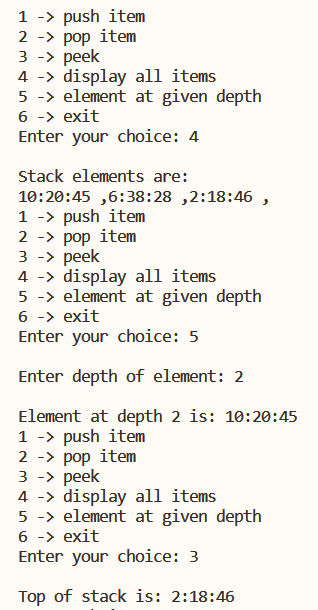 1 -> push item
2 -> pop item
3 -> peek
4 -> display all items
5 -> element at given depth
6 -> exit
Enter your choice: 4
Stack elements are:
10:20:45 ,6:38:28 ,2:18:46 ,
1 -> push item
2 -> pop item
3 -> peek
4 -> display all items
5 -> element at given depth
6 -> exit
Enter your choice: 5
Enter depth of element: 2
Element at depth 2 is: 10:20:45
1 -> push item
2 -> pop item
3 -> peek
4 -> display all items
5 -> element at given depth
6 -> exit
Enter your choice: 3
Top of stack is: 2:18:46